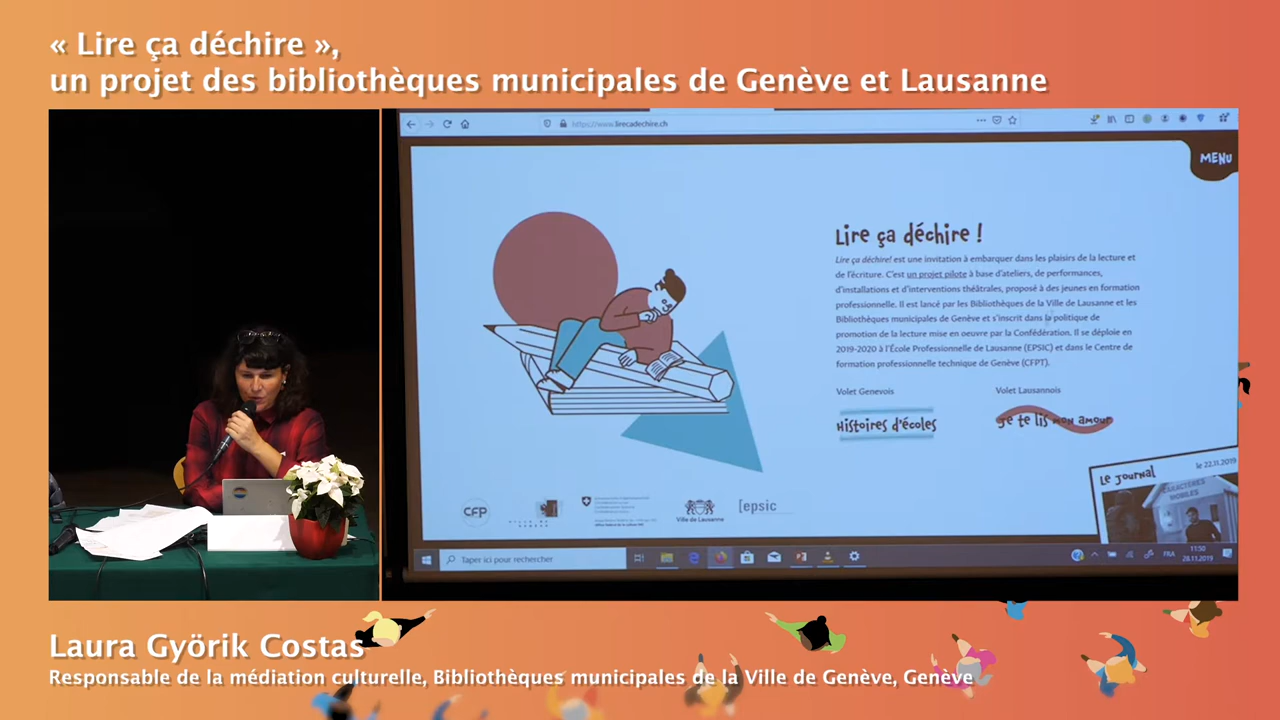 « Lire ça déchire »,
un projet des bibliothèques municipales de Genève et Lausanne
https://www.lirecadechire.ch
MENU
Lire ça déchire !
Lire ça déchire! est une invitation à embarquer dans les plaisirs de la lecture et
de l'écriture. C'est un projet pilote à base d'ateliers, de performances,
d'installations et d'interventions théâtrales, proposé à des jeunes en formation
professionnelle. Il est lancé par les Bibliothèques de la Ville de Lausanne et les
Bibliothèques municipales de Genève et s'inscrit dans la politique de
promotion de la lecture mise en oeuvre par la Confédération. Il se déploie en
2019-2020 à l'École Professionnelle de Lausanne (EPSIC) et dans le Centre de
formation professionnelle technique de Genève (CFPT).
Volet Genevois
Volet Lausannois
Histoires d'écoles
Je te lis mon amour
Le Journal
le 22.11.2019
CARACTÈRES
MOBILES
CFP
Ville de Lausanne
[epsic
Taper ici pour rechercher
FRA
11:50
28.11.2019
Laura Györik Costas
Responsable de la médiation culturelle, Bibliothèques municipales de la Ville de Genève, Genève